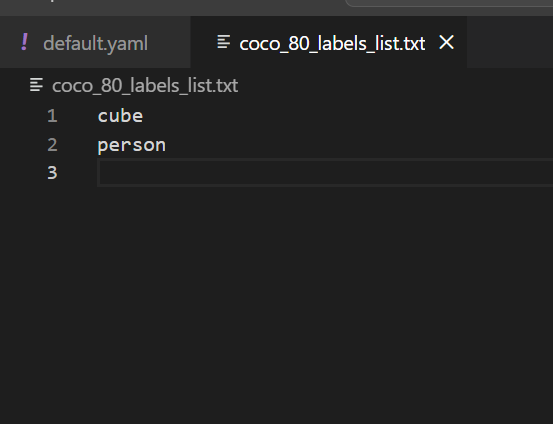 ! default.yaml
coco_80_labels_list.txt
coco_80_labels_list.txt
1 cube
2 person
3